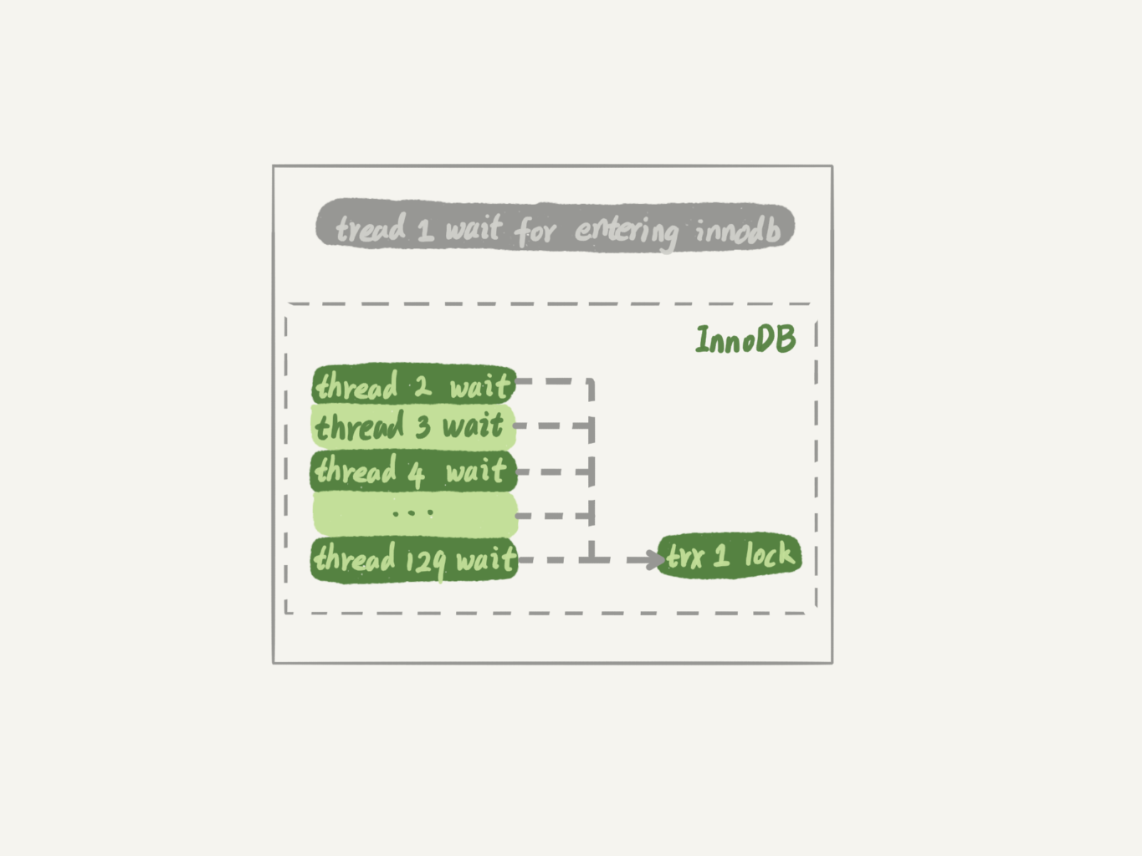 tread 1 wait for entering innodb
InnoDB
thread 2 wait
thread 3 wait
thread 4 wait
...
thread 129 wait
trx 1 lock